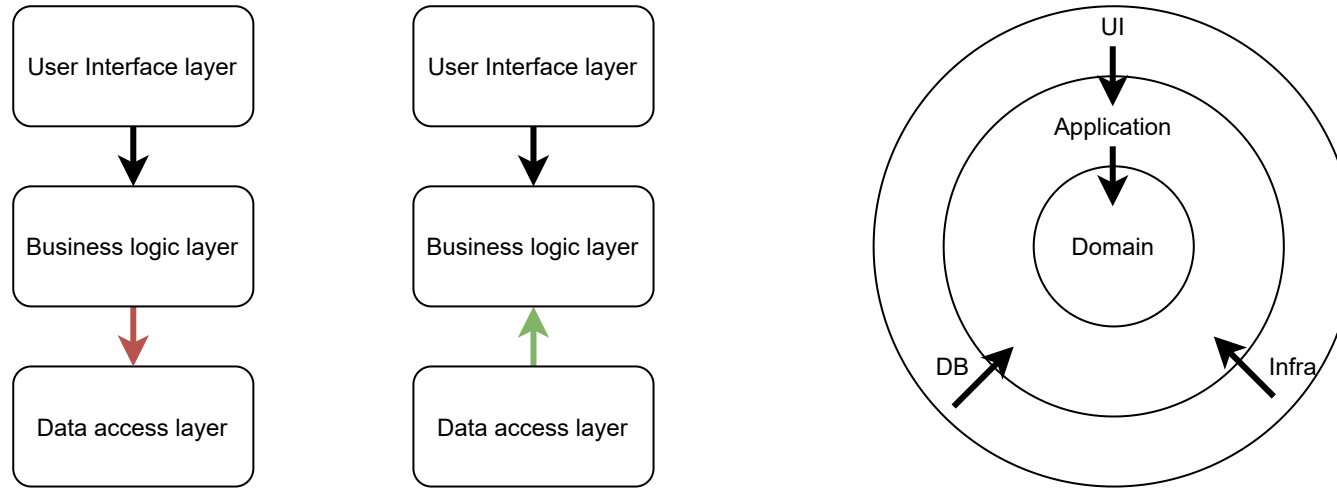 User Interface layer
Business logic layer
Data access layer
User Interface layer
Business logic layer
Data access layer
UI
Application
Domain
DB
Infra